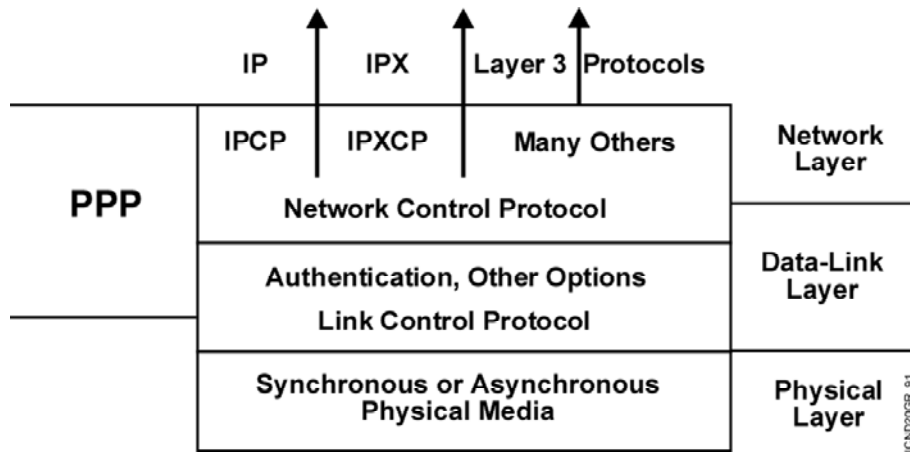 IP IPX Layer 3 Protocols
IPCP IPXCP Many Others
Network Control Protocol
PPP
Authentication, Other Options
Link Control Protocol
Synchronous or Asynchronous
Physical Media
Network
Layer
Data-Link
Layer
Physical
Layer